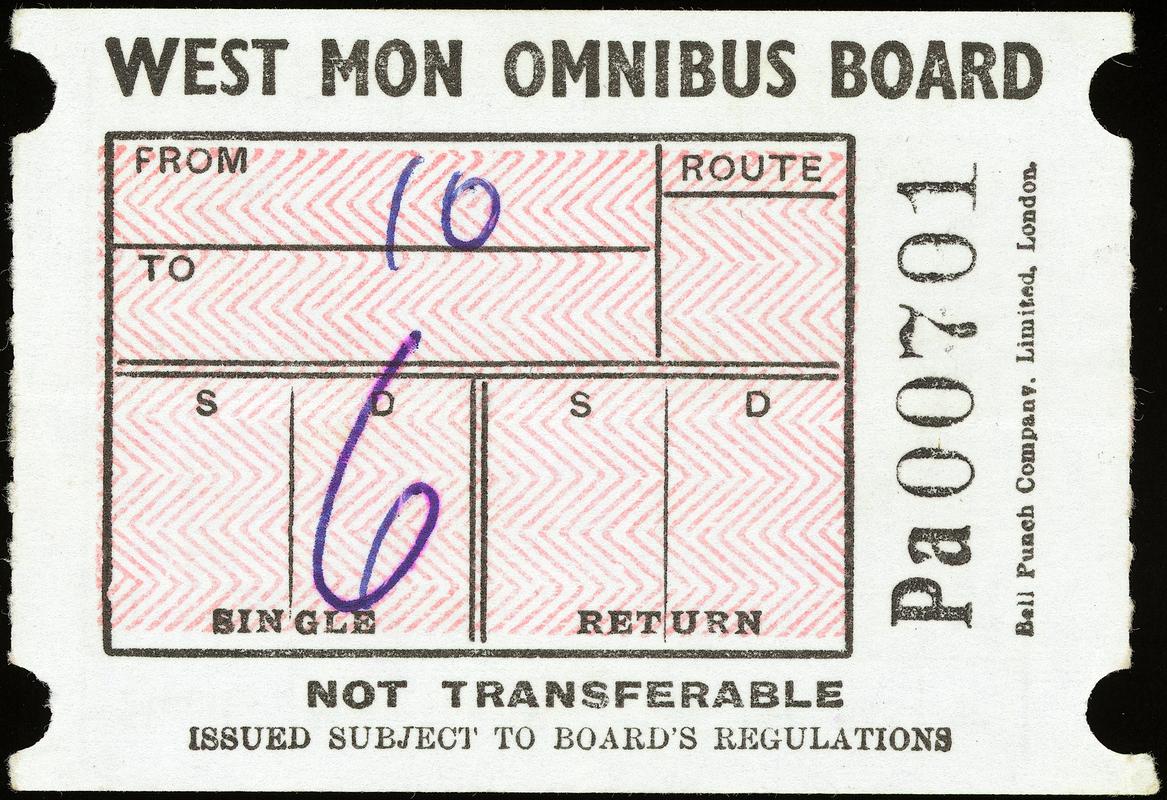 WEST MON OMNIBUS BOARD
FROM
10
ROUTE
TO
S D S D
6
SINGLE RETURN
NOT TRANSFERABLE
ISSUED SUBJECT TO BOARD'S REGULATIONS
Pa00701
Bell Punch Company. Limited, London.